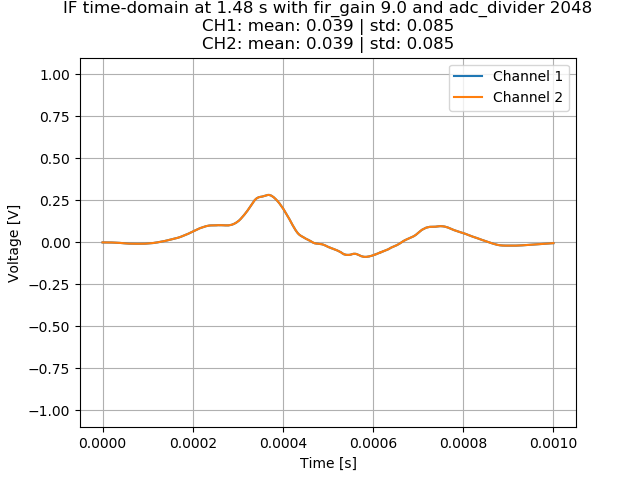 IF time-domain at 1.48 s with fir_gain 9.0 and adc_divider 2048
CH1: mean: 0.039 | std: 0.085
CH2: mean: 0.039 | std: 0.085
Channel 1
Channel 2
1.00
0.75
0.50
0.25
0.00
−0.25
−0.50
−0.75
−1.00
Voltage [V]
0.0000 0.0002 0.0004 0.0006 0.0008 0.0010
Time [s]